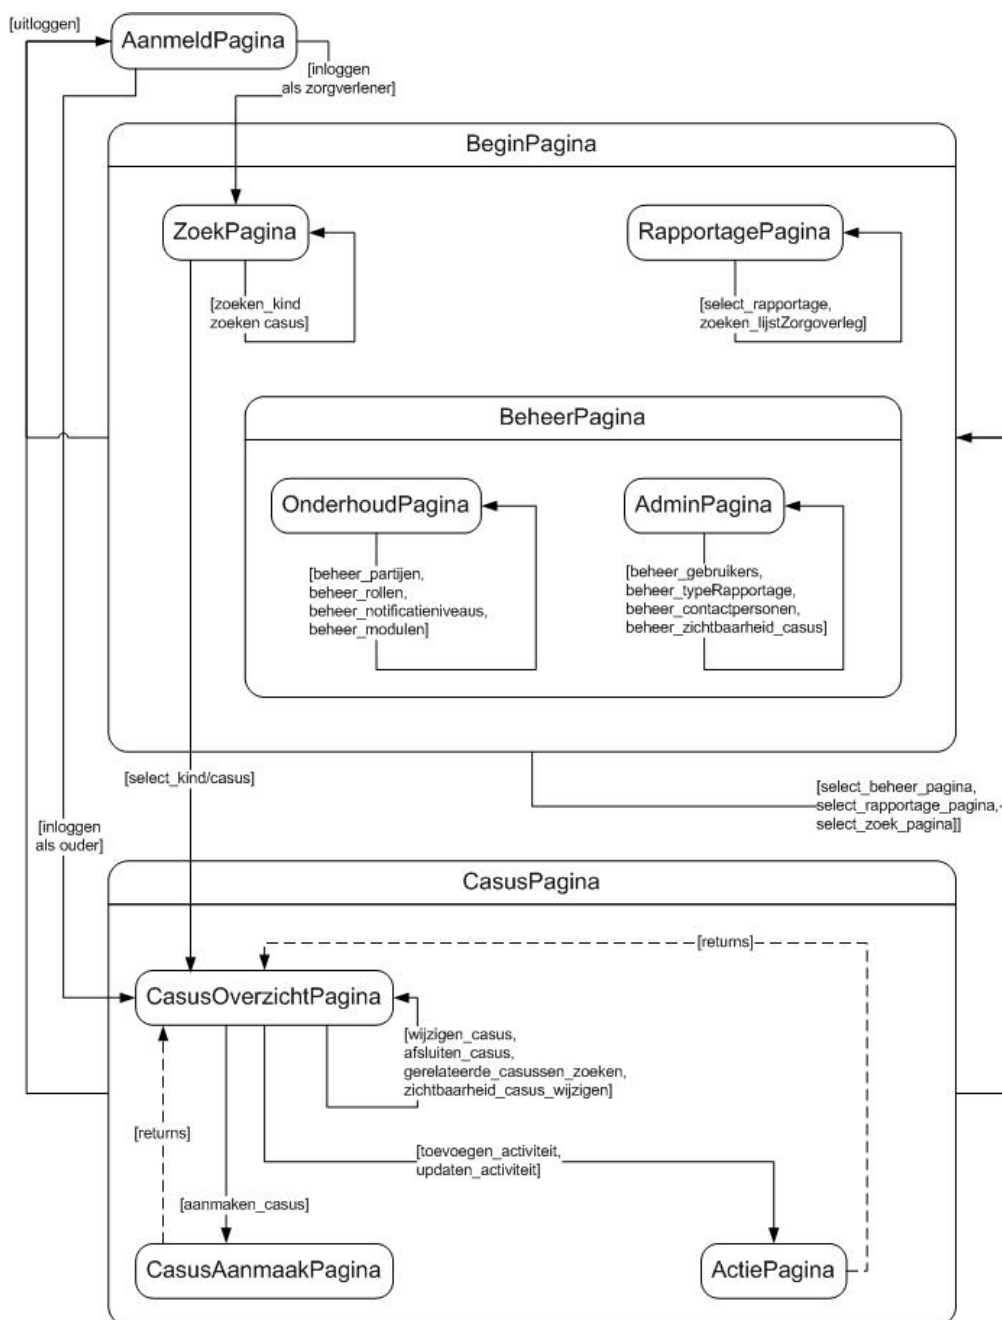 [uitloggen]
AanmeldPagina
[inloggen
als zorgverlener]
BeginPagina
ZoekPagina
RapportagePagina
[zoeken_kind
zoeken casus]
[select_rapportage,
zoeken_lijstZorgoverleg]
BeheerPagina
OnderhoudPagina
AdminPagina
[beheer_partijen,
beheer_rollen,
beheer_notificatieniveaus,
beheer_modulen]
[beheer_gebruikers,
beheer_typeRapportage,
beheer_contactpersonen,
beheer_zichtbaarheid_casus]
[select_kind/casus]
[select_beheer_pagina,
select_rapportage_pagina,
select_zoek_pagina]]
[inloggen
als ouder]
CasusPagina
[returns]
CasusOverzichtPagina
[wijzigen_casus,
afsluiten_casus,
gerelateerde_casussen_zoeken,
zichtbaarheid_casus_wijzigen]
[returns]
[toevoegen_activiteit,
updaten_activiteit]
[aanmaken_casus]
CasusAanmaakPagina
ActiePagina